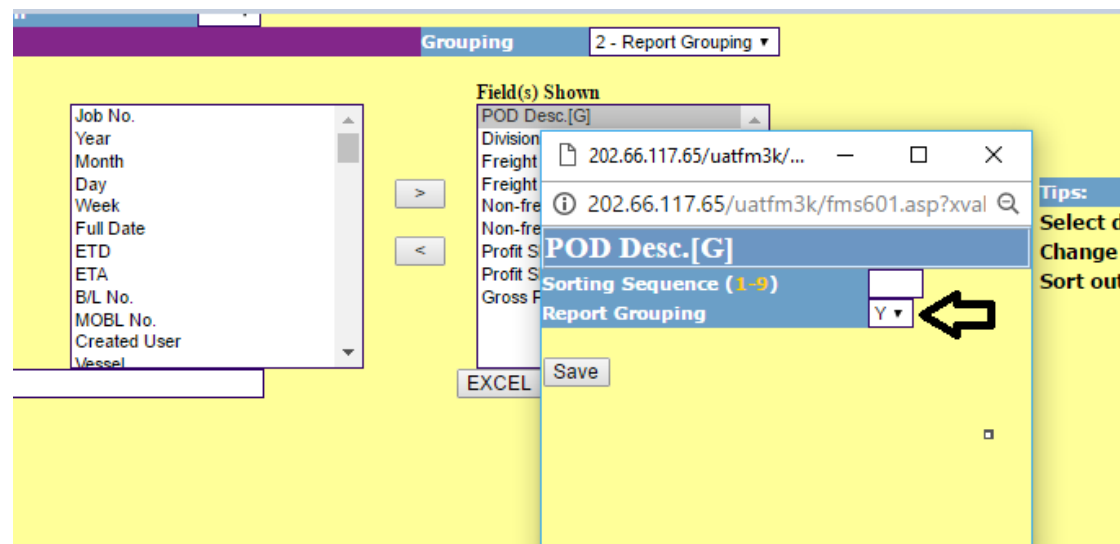 Grouping
2 - Report Grouping
Field(s) Shown
Job No.
Year
Month
Day
Week
Full Date
ETD
ETA
B/L No.
MOBL No.
Created User
Vessel
>
<
POD Desc.[G]
Division
Freight
Freight
Non-fre
Non-fre
Profit S
Profit S
Gross F
EXCEL
202.66.117.65/uatfm3k/...
202.66.117.65/uatfm3k/fms601.asp?xval
POD Desc.[G]
Sorting Sequence (1-9)
Report Grouping
Y
Save
Tips:
Select d
Change
Sort out